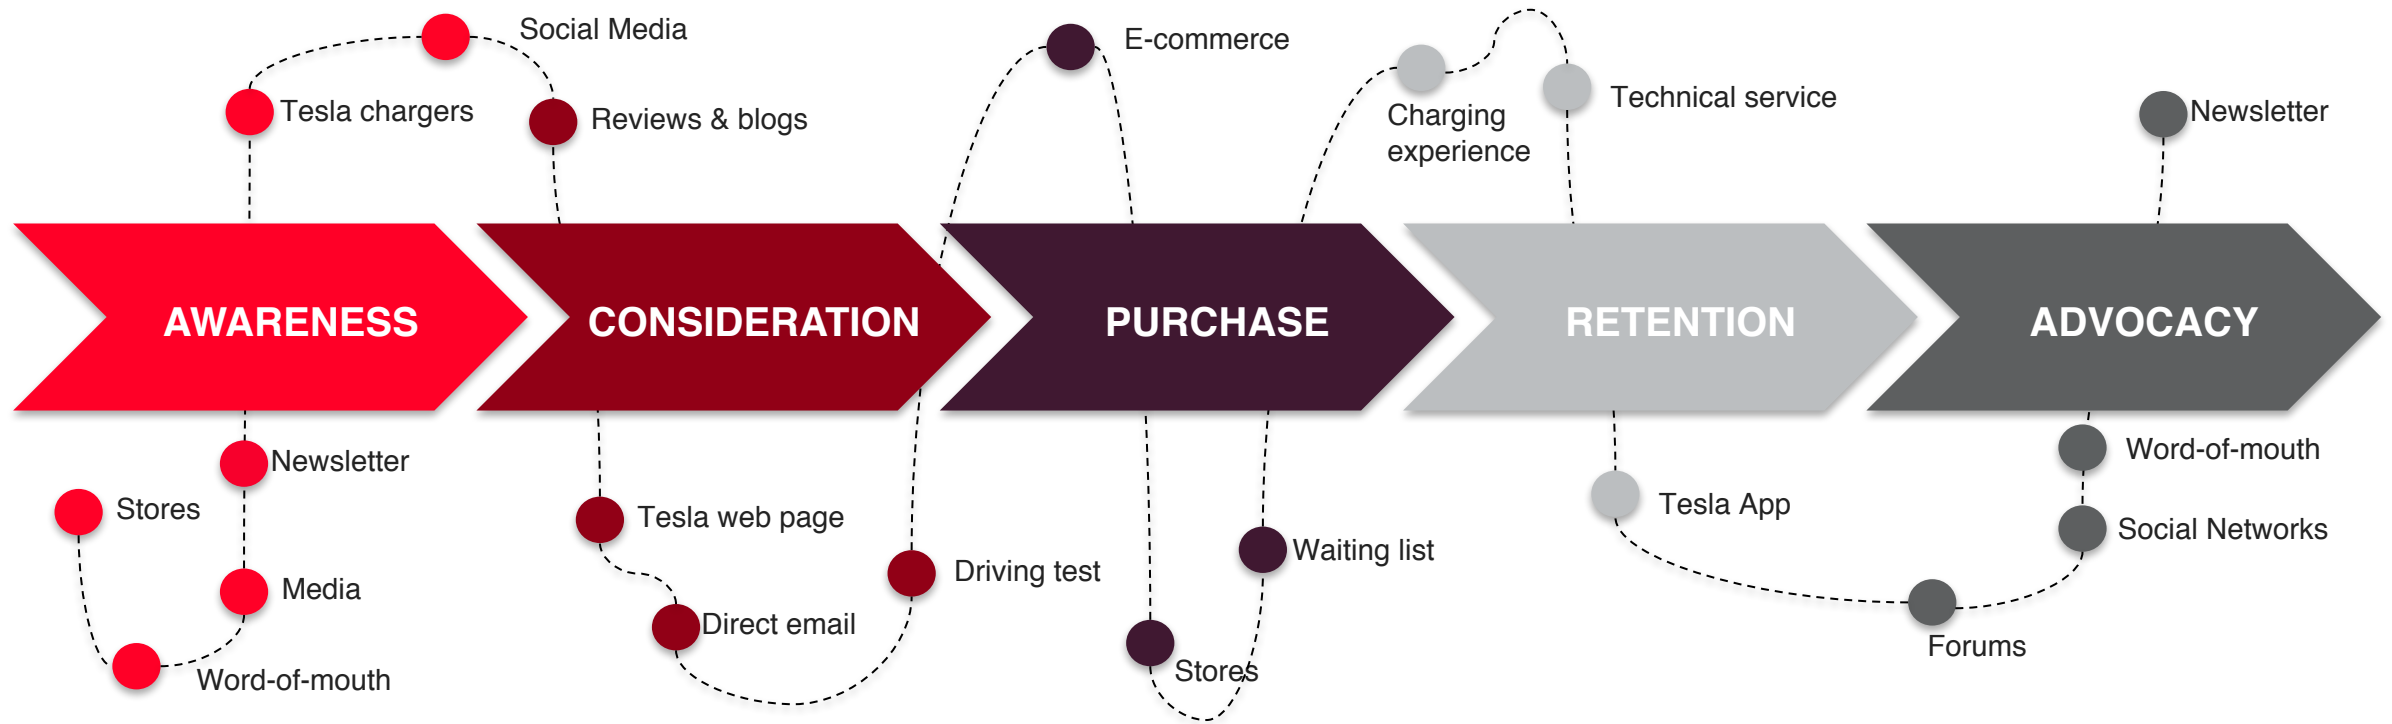 Social Media
E-commerce
Tesla chargers
Reviews & blogs
Charging
experience
Technical service
Newsletter
AWARENESS
CONSIDERATION
PURCHASE
RETENTION
ADVOCACY
Newsletter
Stores
Media
Word-of-mouth
Tesla web page
Direct email
Driving test
Stores
Waiting list
Tesla App
Forums
Word-of-mouth
Social Networks